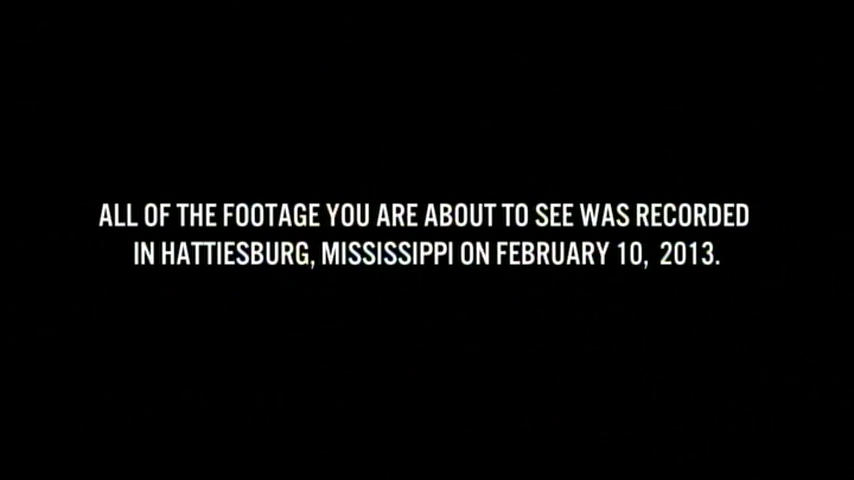 ALL OF THE FOOTAGE YOU ARE ABOUT TO SEE WAS RECORDED
IN HATTIESBURG, MISSISSIPPI ON FEBRUARY 10, 2013.